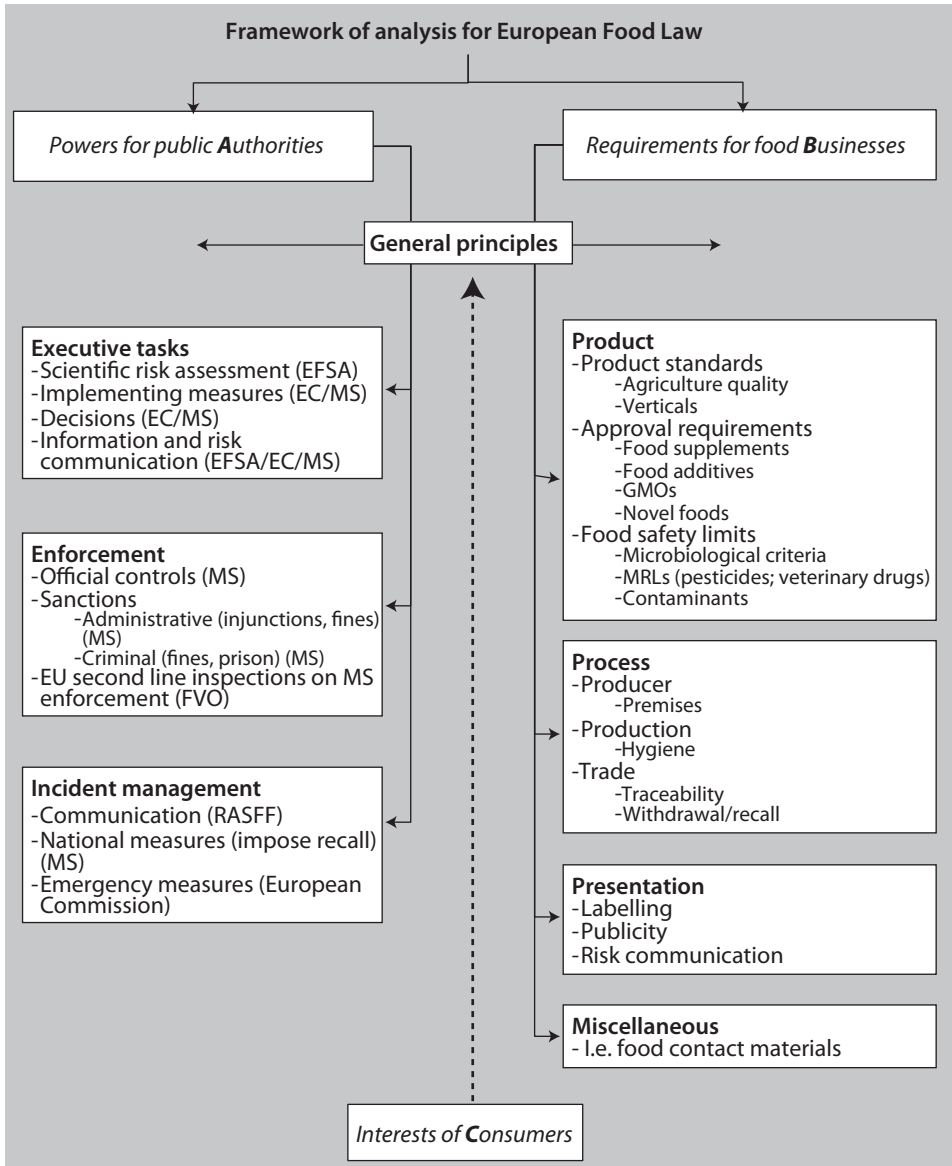 Framework of analysis for European Food Law
Powers for public Authorities
Requirements for food Businesses
General principles
Executive tasks
-Scientific risk assessment (EFSA)
-Implementing measures (EC/MS)
-Decisions (EC/MS)
-Information and risk
communication (EFSA/EC/MS)
Enforcement
-Official controls (MS)
-Sanctions
-Administrative (injunctions, fines)
(MS)
-Criminal (fines, prison) (MS)
-EU second line inspections on MS
enforcement (FVO)
Incident management
-Communication (RASFF)
-National measures (impose recall)
(MS)
-Emergency measures (European
Commission)
Product
-Product standards
-Agriculture quality
-Verticals
-Approval requirements
-Food supplements
-Food additives
-GMOs
-Novel foods
-Food safety limits
-Microbiological criteria
-MRLs (pesticides; veterinary drugs)
-Contaminants
Process
-Producer
-Premises
-Production
-Hygiene
-Trade
-Traceability
-Withdrawal/recall
Presentation
-Labelling
-Publicity
-Risk communication
Miscellaneous
- I.e. food contact materials
Interests of Consumers